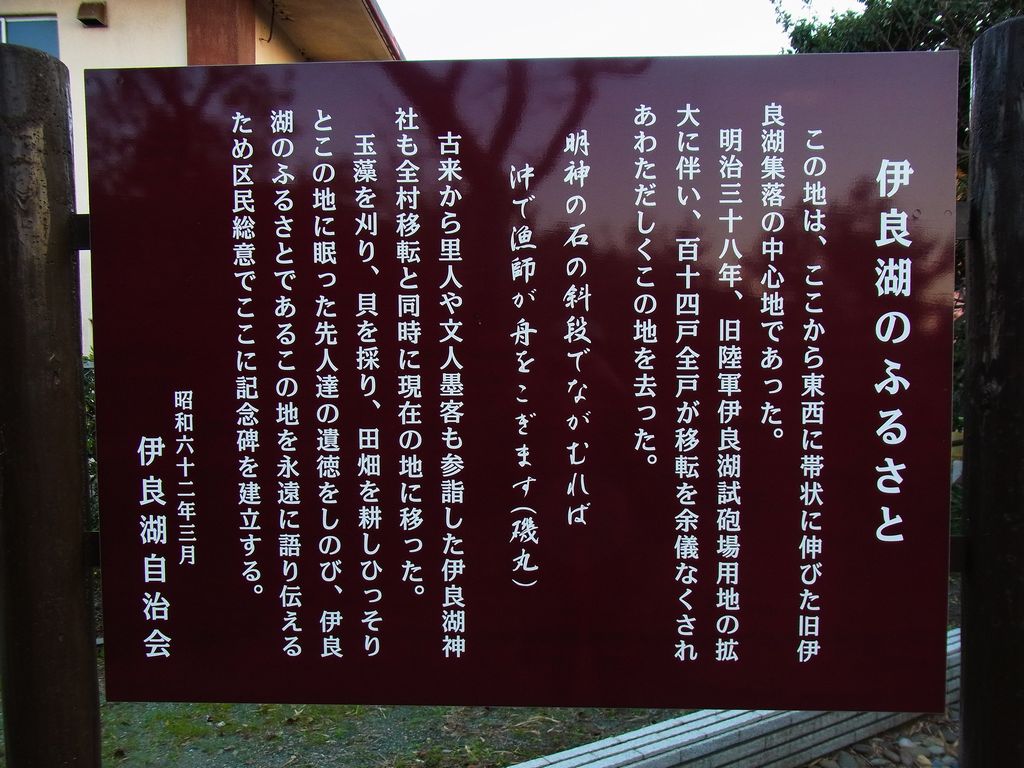 伊良湖のふるさと
この地は、ここから東西に帯状に伸びた旧伊
良湖集落の中心地であった。
明治三十八年、旧陸軍伊良湖試砲場用地の拡
大に伴い、百十四戸全戸が移転を余儀なくされ
あわただしくこの地を去った。
明神の石の斜段でながむれば
沖で漁師が舟をこぎます(磯丸)
古来から里人や文人墨客も参詣した伊良湖神
社も全村移転と同時に現在の地に移った。
玉藻を刈り、貝を採り、田畑を耕しひっそり
とこの地に眠った先人達の遺徳をしのび、伊良
湖のふるさとであるこの地を永遠に語り伝える
ため区民総意でここに記念碑を建立する。
昭和六十二年三月
伊良湖自治会